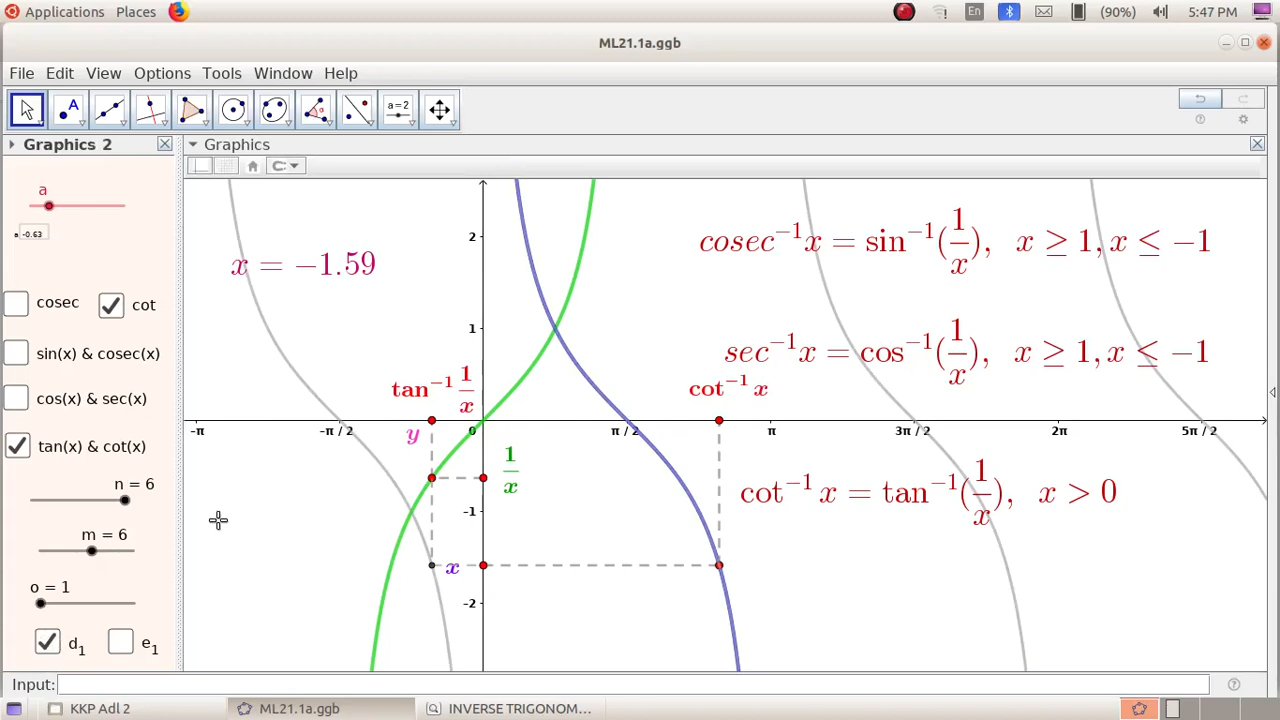 Applications Places En (90%) 5:47 PM
ML21.1a.ggb
File Edit View Options Tools Window Help
A α a=2
Graphics 2
Graphics
a
a -0.63
cosec cot
sin(x) & cosec(x)
cos(x) & sec(x)
tan(x) & cot(x)
n = 6
m = 6
o = 1
d₁ e₁
x = −1.59
cosec⁻¹x = sin⁻¹(1/x), x ≥ 1, x ≤ −1
sec⁻¹x = cos⁻¹(1/x), x ≥ 1, x ≤ −1
tan⁻¹ 1/x
cot⁻¹ x
y
1/x
x
cot⁻¹ x = tan⁻¹(1/x), x > 0
2
1
-π -π / 2 0 π / 2 π 3π / 2 2π 5π / 2
-1
-2
Input:
KKP Adl 2 ML21.1a.ggb INVERSE TRIGONOM...